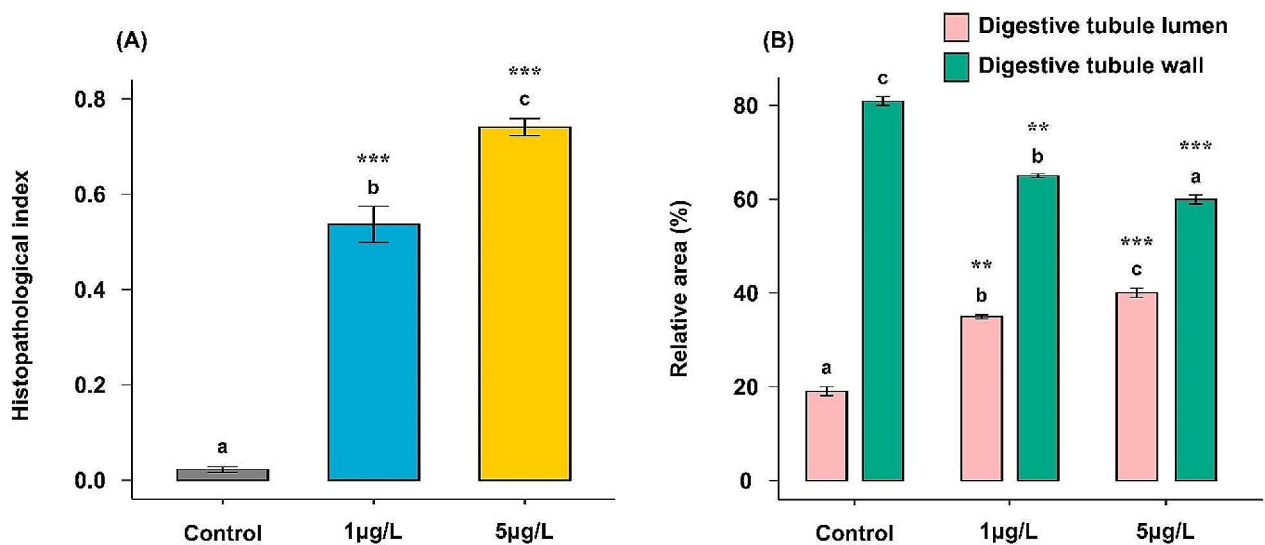 (A)
Histopathological index
0.8
0.6
0.4
0.2
0.0
a
***
b
***
c
Control
1µg/L
5µg/L
(B)
Digestive tubule lumen
Digestive tubule wall
Relative area (%)
80
60
40
20
0
a
c
**
b
**
b
***
c
***
a
Control
1µg/L
5µg/L